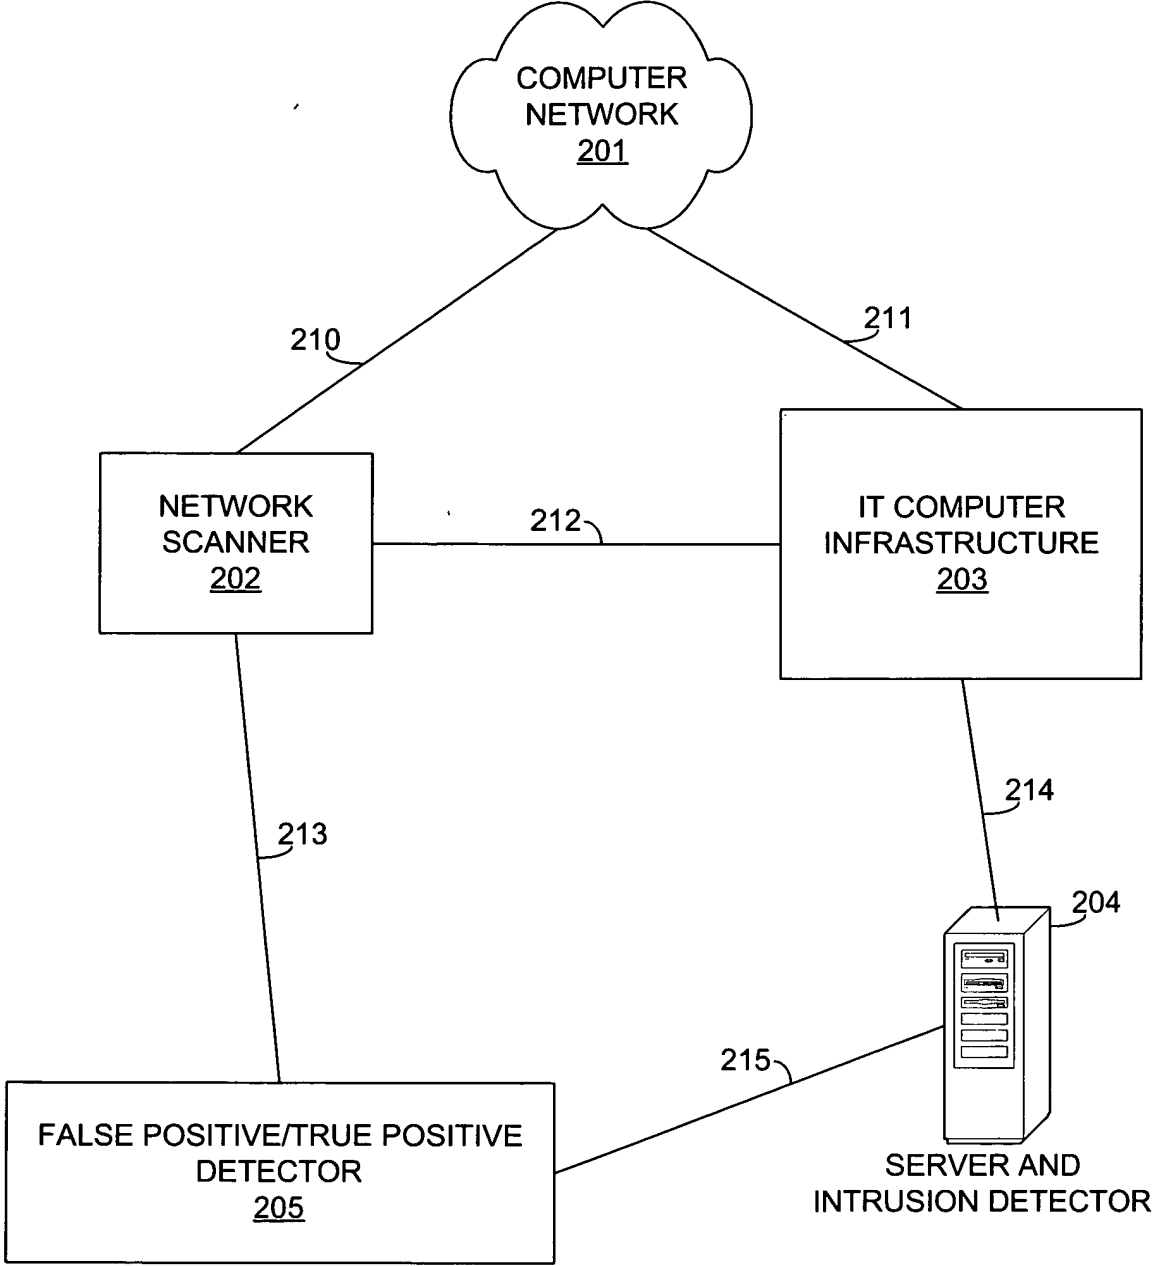 COMPUTER
NETWORK
201
210
211
NETWORK
SCANNER
202
212
IT COMPUTER
INFRASTRUCTURE
203
213
214
204
215
FALSE POSITIVE/TRUE POSITIVE
DETECTOR
205
SERVER AND
INTRUSION DETECTOR